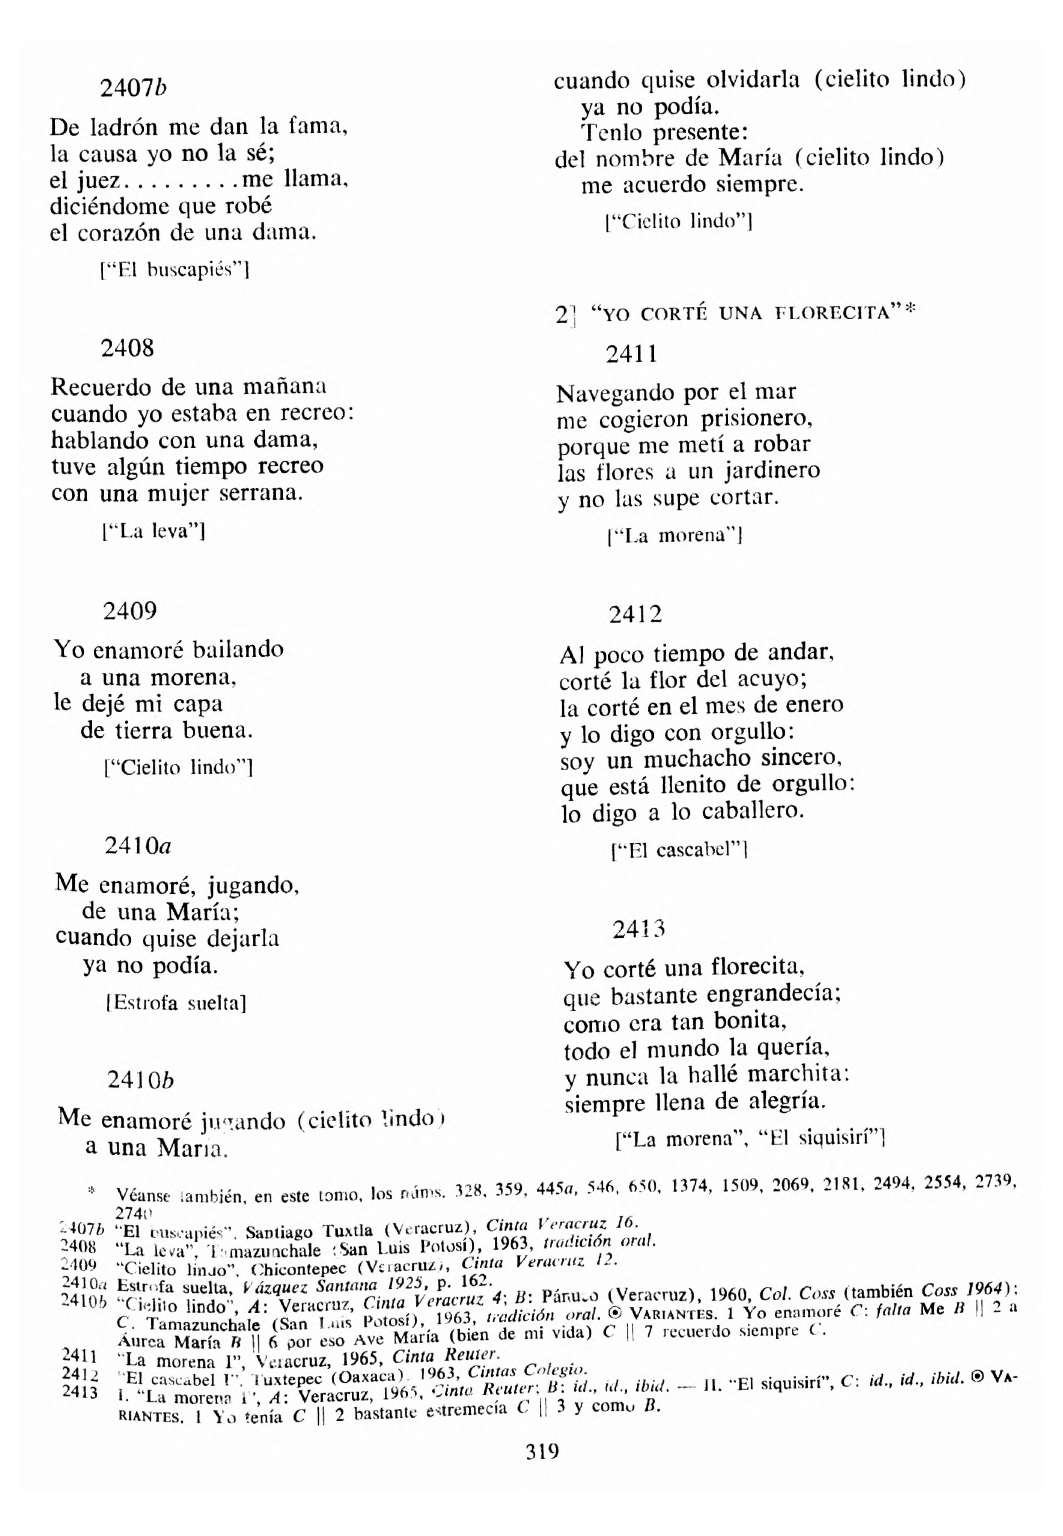 2407b
De ladrón me dan la fama,
la causa yo no la sé;
el juez.........me llama,
diciéndome que robé
el corazón de una dama.
["El buscapiés"]
2408
Recuerdo de una mañana
cuando yo estaba en recreo:
hablando con una dama,
tuve algún tiempo recreo
con una mujer serrana.
["La leva"]
2409
Yo enamoré bailando
a una morena,
le dejé mi capa
de tierra buena.
["Cielito lindo"]
2410a
Me enamoré, jugando,
de una María;
cuando quise dejarla
ya no podía.
[Estrofa suelta]
2410b
Me enamoré jugando (cielito lindo)
a una María.
cuando quise olvidarla (cielito lindo)
ya no podía.
Tenlo presente:
del nombre de María (cielito lindo)
me acuerdo siempre.
["Cielito lindo"]
2] "YO CORTÉ UNA FLORECITA"*
2411
Navegando por el mar
me cogieron prisionero,
porque me metí a robar
las flores a un jardinero
y no las supe cortar.
["La morena"]
2412
Al poco tiempo de andar,
corté la flor del acuyo;
la corté en el mes de enero
y lo digo con orgullo:
soy un muchacho sincero,
que está llenito de orgullo:
lo digo a lo caballero.
["El cascabel"]
2413
Yo corté una florecita,
que bastante engrandecía;
como era tan bonita,
todo el mundo la quería,
y nunca la hallé marchita:
siempre llena de alegría.
["La morena", "El siquisirí"]
* Véanse también, en este tomo, los núms. 328, 359, 445a, 546, 650, 1374, 1509, 2069, 2181, 2494, 2554, 2739,
2740
2407b "El buscapiés". Santiago Tuxtla (Veracruz), Cinta Veracruz 16.
2408 "La leva", Tamazunchale (San Luis Potosí), 1963, tradición oral.
2409 "Cielito lindo". Chicontepec (Veracruz), Cinta Veracruz 12.
2410a Estrofa suelta, Vázquez Santana 1925, p. 162.
2410b "Cielito lindo", A: Veracruz, Cinta Veracruz 4; B: Pánuco (Veracruz), 1960, Col. Coss (también Coss 1964);
C. Tamazunchale (San Luis Potosí), 1963, tradición oral. ® VARIANTES. 1 Yo enamoré C: falta Me B || 2 a
Áurea María B || 6 por eso Ave María (bien de mi vida) C || 7 recuerdo siempre C.
2411 "La morena I", Veracruz, 1965, Cinta Reuter.
2412 "El cascabel I". Tuxtepec (Oaxaca). 1963, Cintas Colegio.
2413 I. "La morena I", A: Veracruz, 1965, Cinta Reuter; B: id., id., ibid. — II. "El siquisirí", C: id., id., ibid. ® VA-
RIANTES. 1 Yo tenía C || 2 bastante estremecía C || 3 y como B.
319